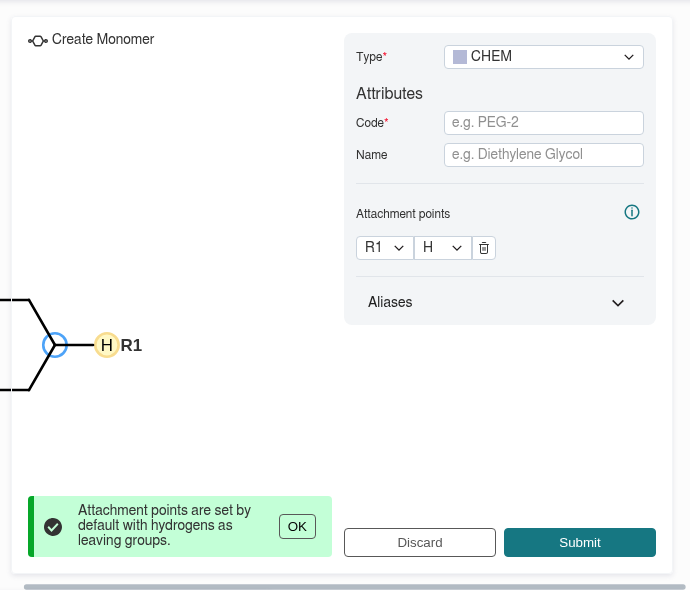 Create Monomer
Type*
CHEM
Attributes
Code*
e.g. PEG-2
Name
e.g. Diethylene Glycol
Attachment points
R1
H
Aliases
H R1
Attachment points are set by
default with hydrogens as
leaving groups.
OK
Discard
Submit